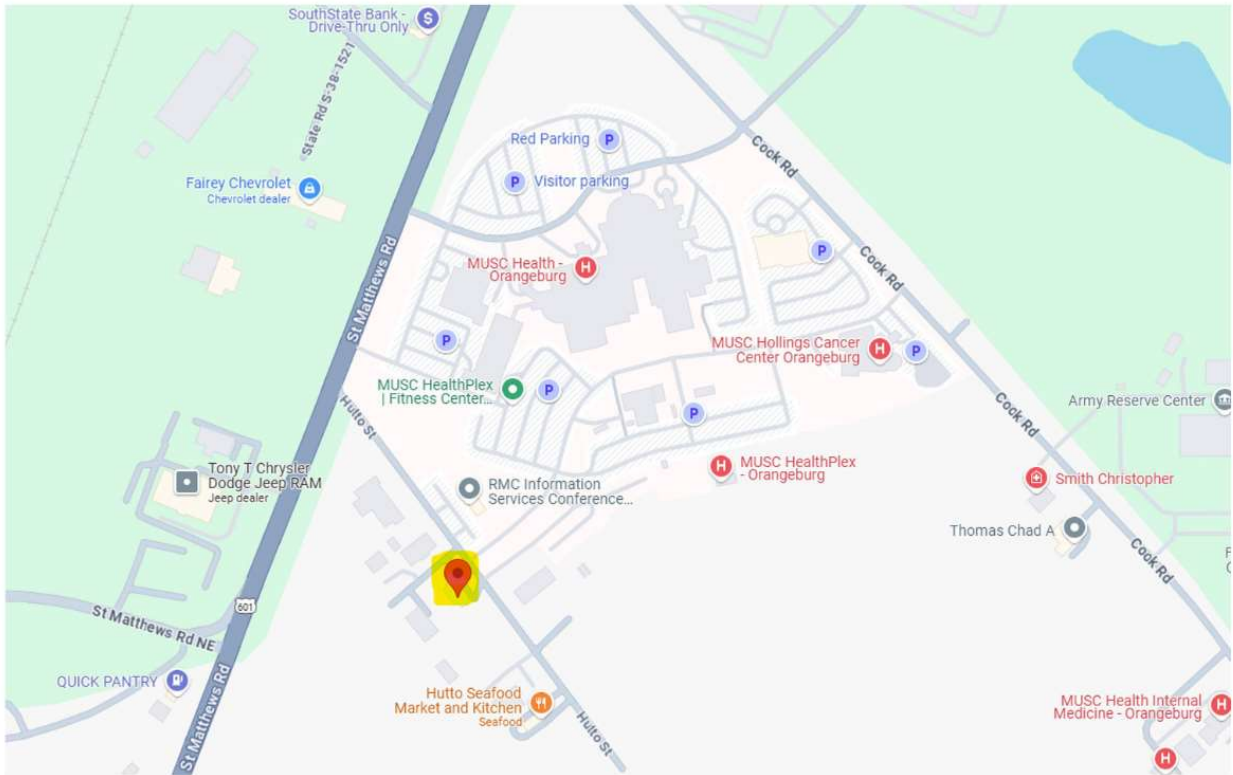 SouthState Bank -
Drive-Thru Only
$
State Rd S-38-1521
Red Parking
P
Cock Rd
Fairey Chevrolet
Chevrolet dealer
P
Visitor parking
St Matthews Rd
MUSC Health -
Orangeburg
H
P
Cock Rd
P
MUSC Hollings Cancer
Center Orangeburg
H
P
MUSC HealthPlex
| Fitness Center...
P
P
Hutto St
Army Reserve Center
Cock Rd
Tony T Chrysler
Dodge Jeep RAM
Jeep dealer
H
MUSC HealthPlex
- Orangeburg
RMC Information
Services Conference...
Smith Christopher
Thomas Chad A
Cock Rd
601
St Matthews Rd NE
St Matthews Rd
QUICK PANTRY
Hutto Seafood
Market and Kitchen
Seafood
Hutto St
MUSC Health Internal
Medicine - Orangeburg
H
H